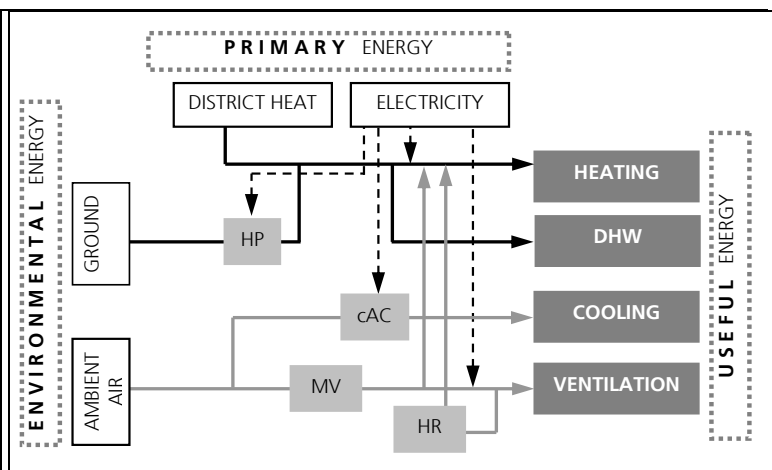 PRIMARY ENERGY
DISTRICT HEAT
ELECTRICITY
ENVIRONMENTAL ENERGY
GROUND
AMBIENT
AIR
HP
cAC
MV
HR
HEATING
DHW
COOLING
VENTILATION
USEFUL ENERGY